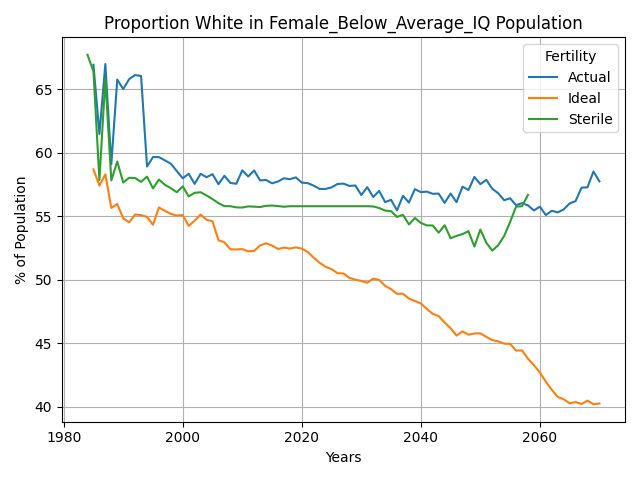 Proportion White in Female_Below_Average_IQ Population
Fertility
Actual
Ideal
Sterile
% of Population
65
60
55
50
45
40
1980
2000
2020
2040
2060
Years